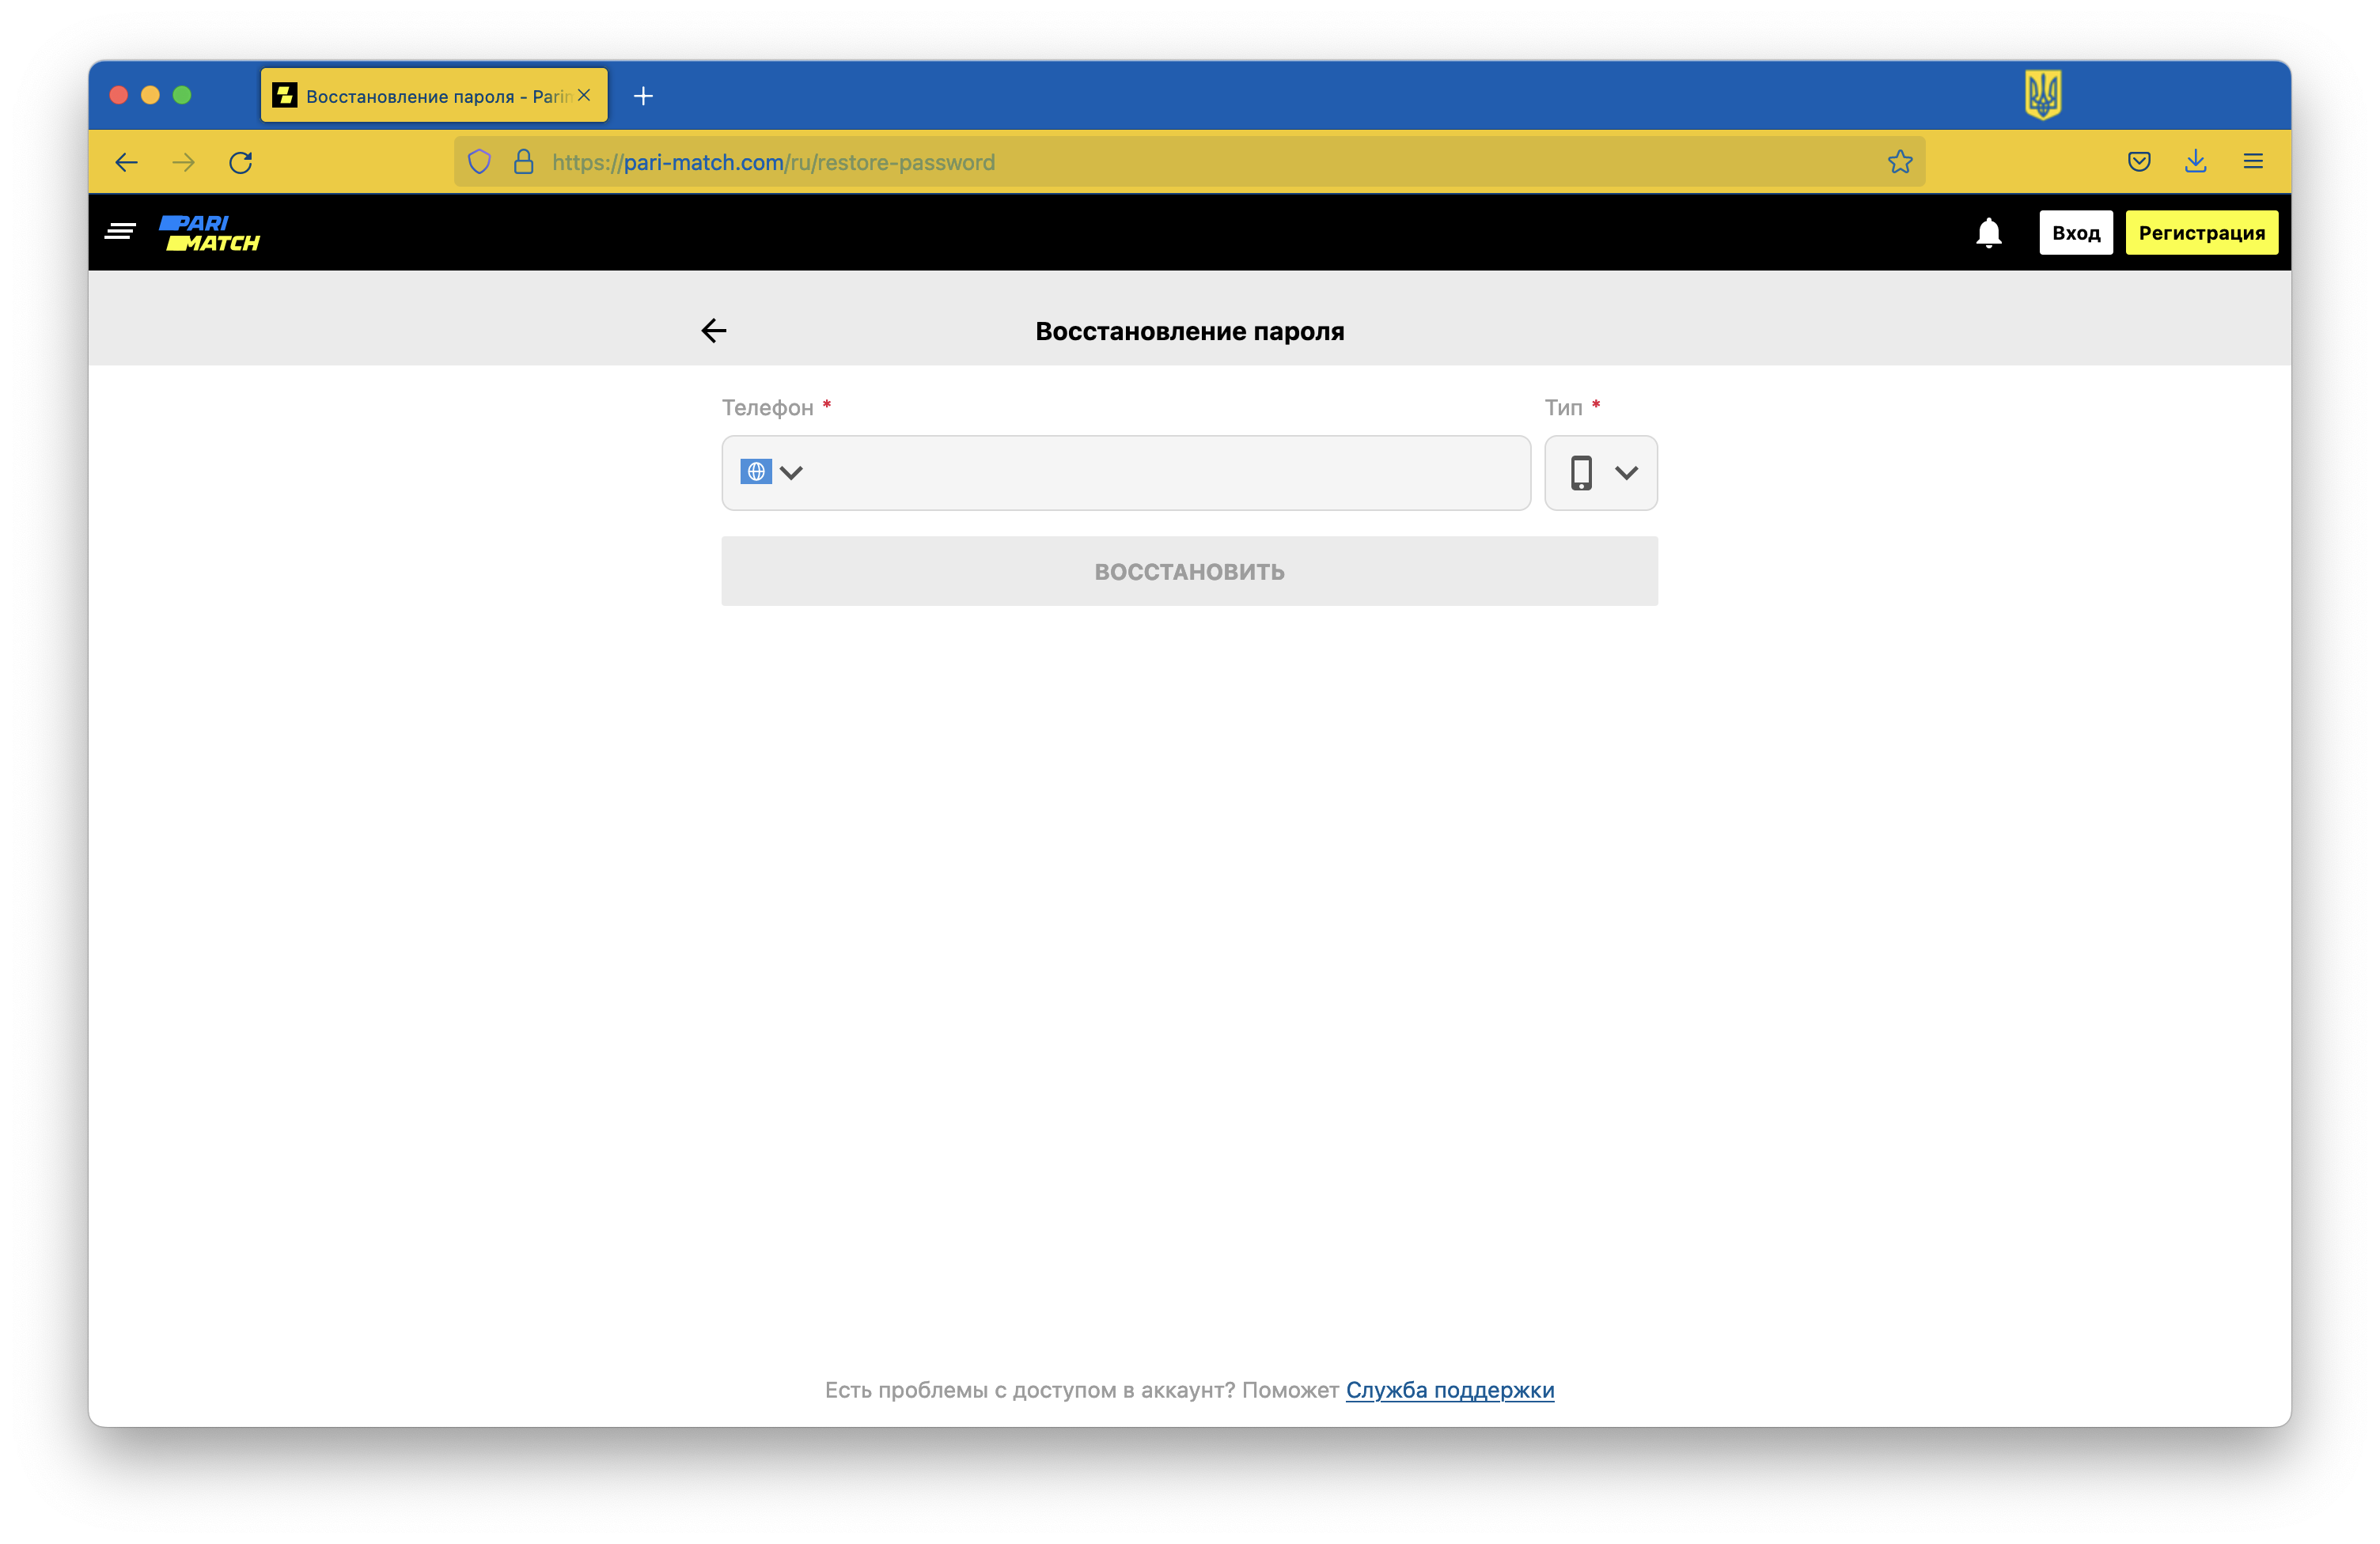 Восстановление пароля - Parim
https://pari-match.com/ru/restore-password
PARI
MATCH
Вход
Регистрация
Восстановление пароля
Телефон *
Тип *
ВОССТАНОВИТЬ
Есть проблемы с доступом в аккаунт? Поможет Служба поддержки